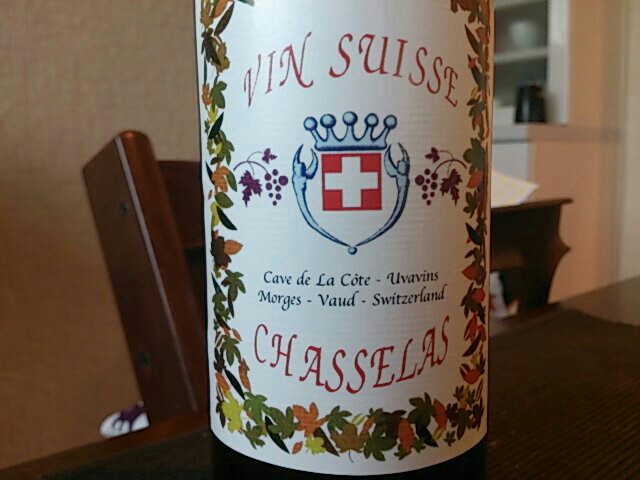 VIN SUISSE
Cave de La Côte - Uvavins
Morges - Vaud - Switzerland
CHASSELAS